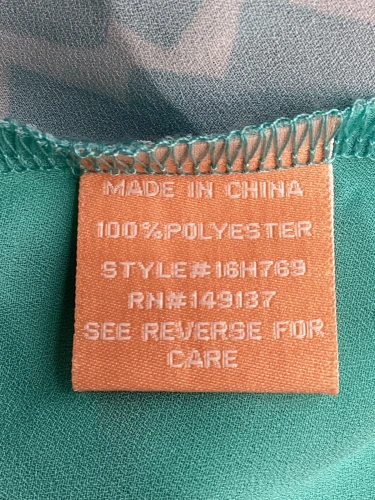 MADE IN CHINA
100%POLYESTER
STYLE#16H769
RN#149137
SEE REVERSE FOR
CARE